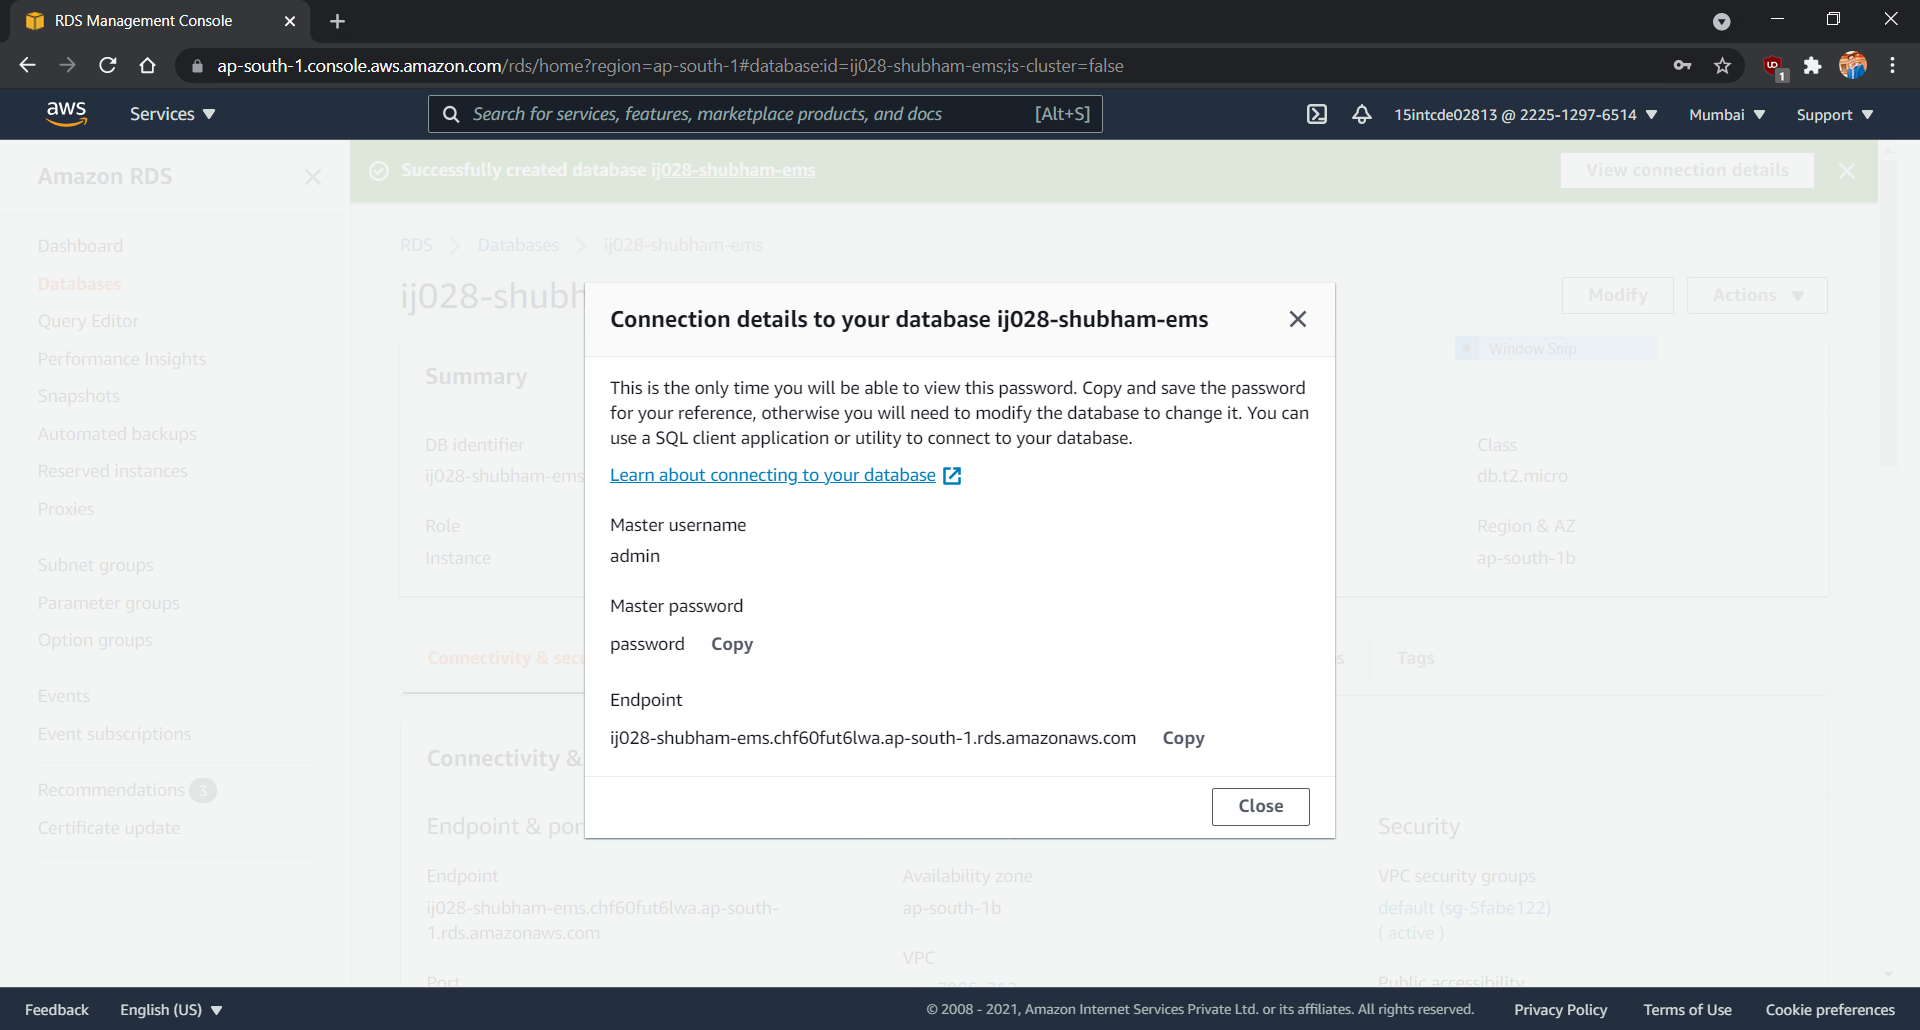 RDS Management Console
ap-south-1.console.aws.amazon.com/rds/home?region=ap-south-1#database:id=ij028-shubham-ems;is-cluster=false
1
aws
Services
Search for services, features, marketplace products, and docs
[Alt+S]
15intcde02813 @ 2225-1297-6514
Mumbai
Support
Amazon RDS
Successfully created database ij028-shubham-ems
View connection details
Dashboard
Databases
Query Editor
Performance Insights
Snapshots
Automated backups
Reserved instances
Proxies
Subnet groups
Parameter groups
Option groups
Events
Event subscriptions
Recommendations 3
Certificate update
RDS
Databases
ij028-shubham-ems
ij028-shubh
Modify
Actions
Window Snip
Summary
DB identifier
ij028-shubham-ems
Role
Instance
Class
db.t2.micro
Region & AZ
ap-south-1b
Connection details to your database ij028-shubham-ems
This is the only time you will be able to view this password. Copy and save the password
for your reference, otherwise you will need to modify the database to change it. You can
use a SQL client application or utility to connect to your database.
Learn about connecting to your database
Master username
admin
Master password
password Copy
Endpoint
ij028-shubham-ems.chf60fut6lwa.ap-south-1.rds.amazonaws.com Copy
Close
Connectivity & secu
s
Tags
Connectivity &
Endpoint & por
Endpoint
ij028-shubham-ems.chf60fut6lwa.ap-south-
1.rds.amazonaws.com
Port
Availability zone
ap-south-1b
VPC
Security
VPC security groups
default (sg-5fabe122)
( active )
Public accessibility
Feedback
English (US)
© 2008 - 2021, Amazon Internet Services Private Ltd. or its affiliates. All rights reserved.
Privacy Policy
Terms of Use
Cookie preferences